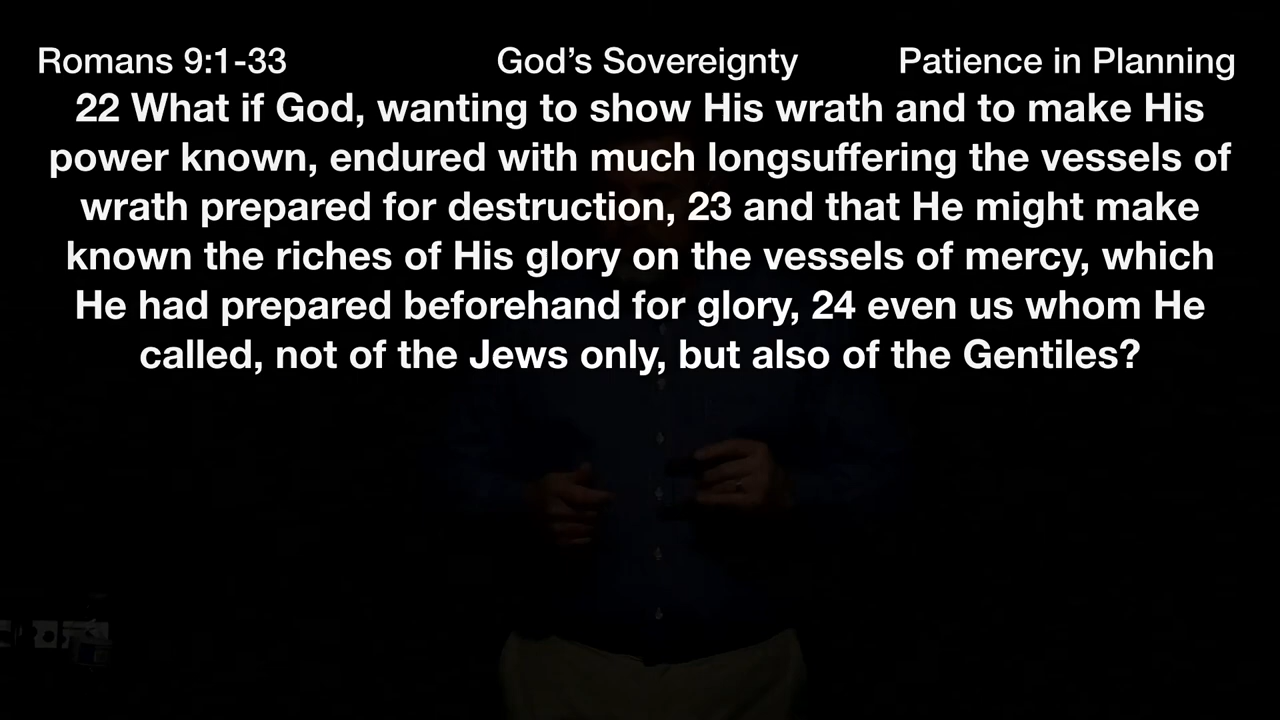 Romans 9:1-33 God’s Sovereignty Patience in Planning
22 What if God, wanting to show His wrath and to make His
power known, endured with much longsuffering the vessels of
wrath prepared for destruction, 23 and that He might make
known the riches of His glory on the vessels of mercy, which
He had prepared beforehand for glory, 24 even us whom He
called, not of the Jews only, but also of the Gentiles?